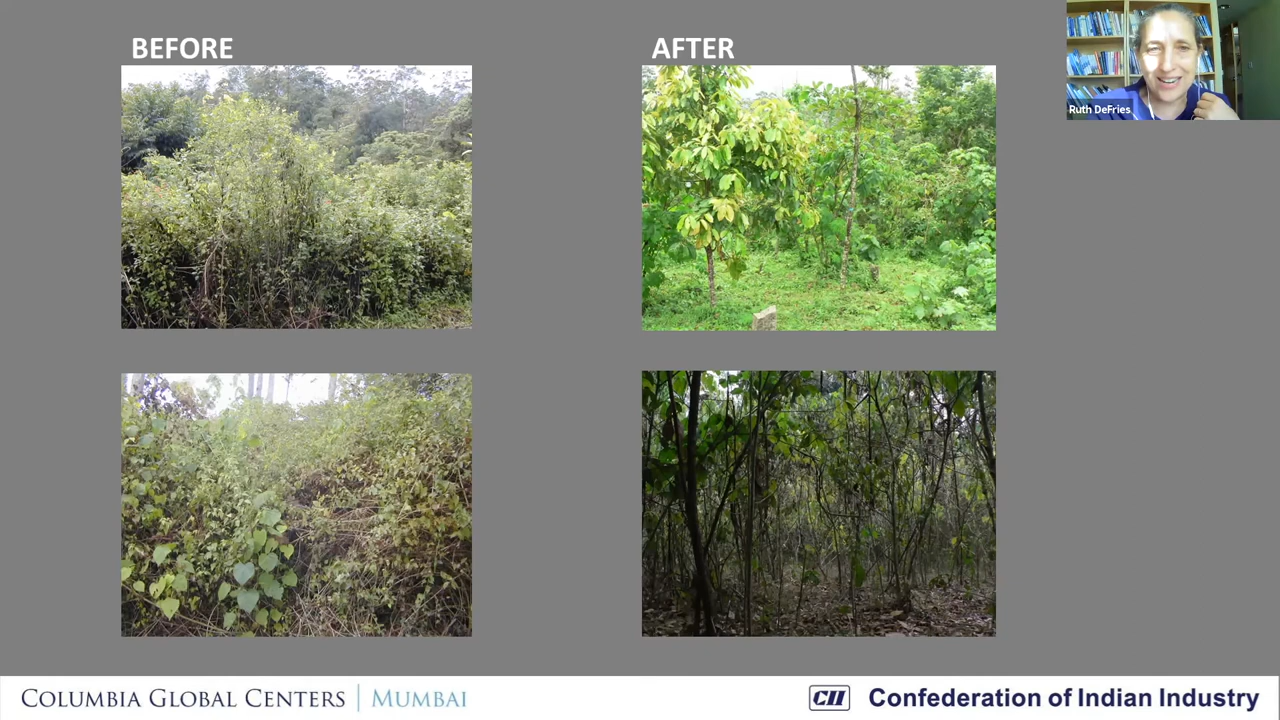 BEFORE
AFTER
Ruth DeFries
COLUMBIA GLOBAL CENTERS | MUMBAI
CII Confederation of Indian Industry